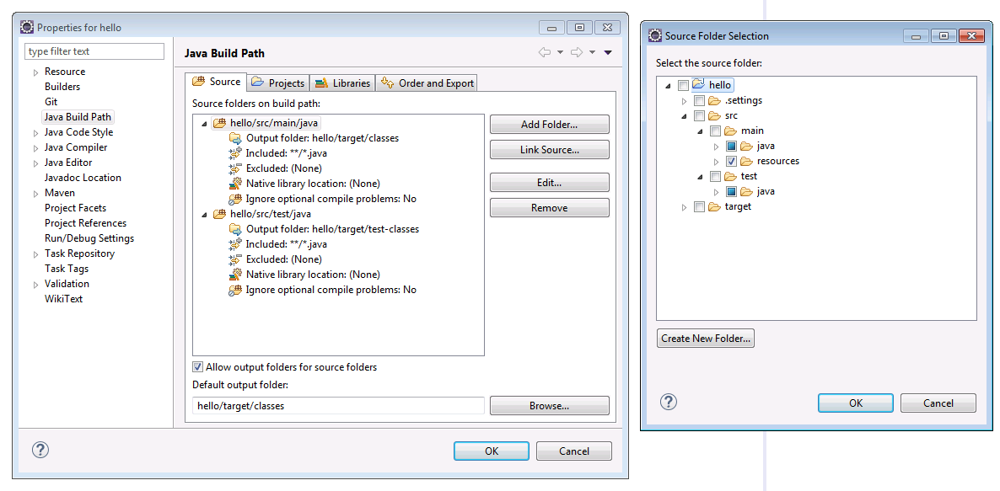 Properties for hello
type filter text
Resource
Builders
Git
Java Build Path
Java Code Style
Java Compiler
Java Editor
Javadoc Location
Maven
Project Facets
Project References
Run/Debug Settings
Task Repository
Task Tags
Validation
WikiText
Java Build Path
Source
Projects
Libraries
Order and Export
Source folders on build path:
hello/src/main/java
Output folder: hello/target/classes
Included: **/*.java
Excluded: (None)
Native library location: (None)
Ignore optional compile problems: No
hello/src/test/java
Output folder: hello/target/test-classes
Included: **/*.java
Excluded: (None)
Native library location: (None)
Ignore optional compile problems: No
Add Folder...
Link Source...
Edit...
Remove
Allow output folders for source folders
Default output folder:
hello/target/classes
Browse...
?
OK
Cancel
Source Folder Selection
Select the source folder:
hello
.settings
src
main
java
resources
test
java
target
Create New Folder...
?
OK
Cancel